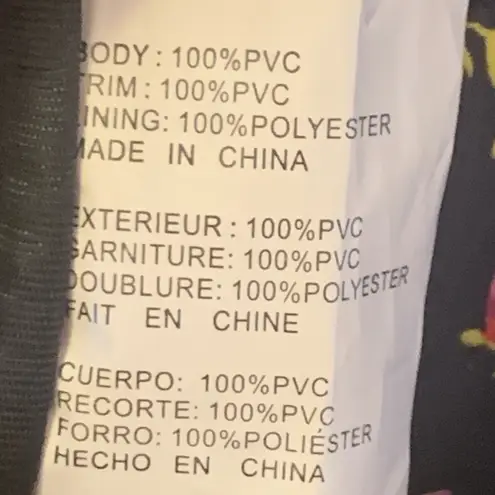 BODY: 100%PVC
TRIM: 100%PVC
LINING: 100%POLYESTER
MADE IN CHINA
EXTERIEUR: 100%PVC
GARNITURE: 100%PVC
DOUBLURE: 100%POLYESTER
FAIT EN CHINE
CUERPO: 100%PVC
RECORTE: 100%PVC
FORRO: 100%POLIÉSTER
HECHO EN CHINA